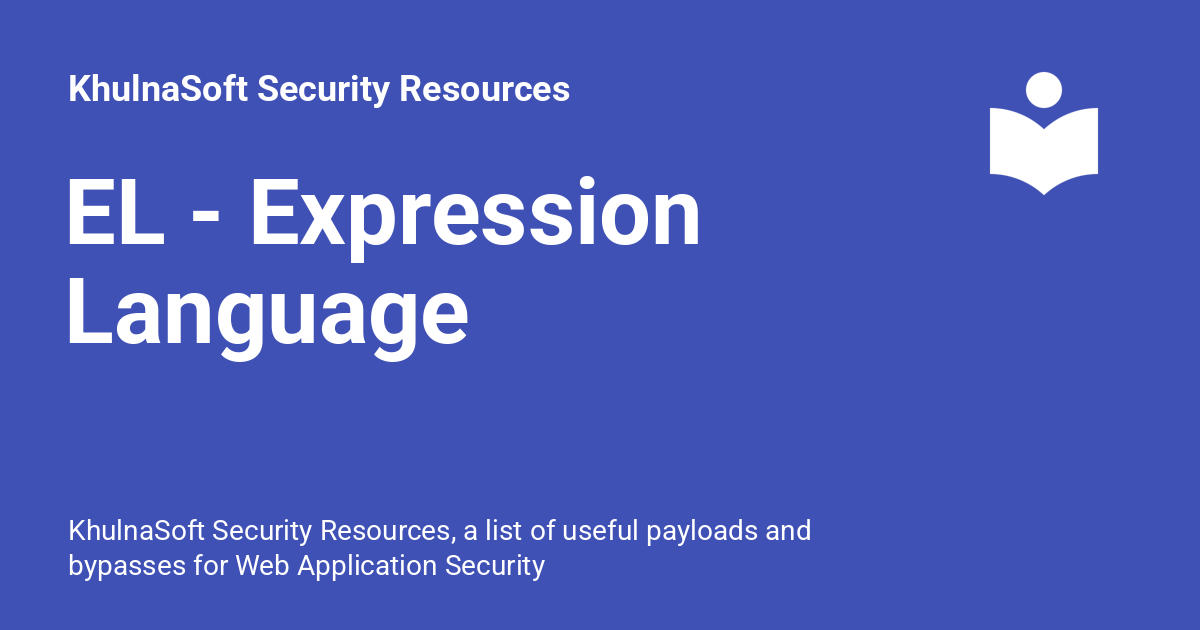 KhulnaSoft Security Resources
EL - Expression
Language
KhulnaSoft Security Resources, a list of useful payloads and
bypasses for Web Application Security